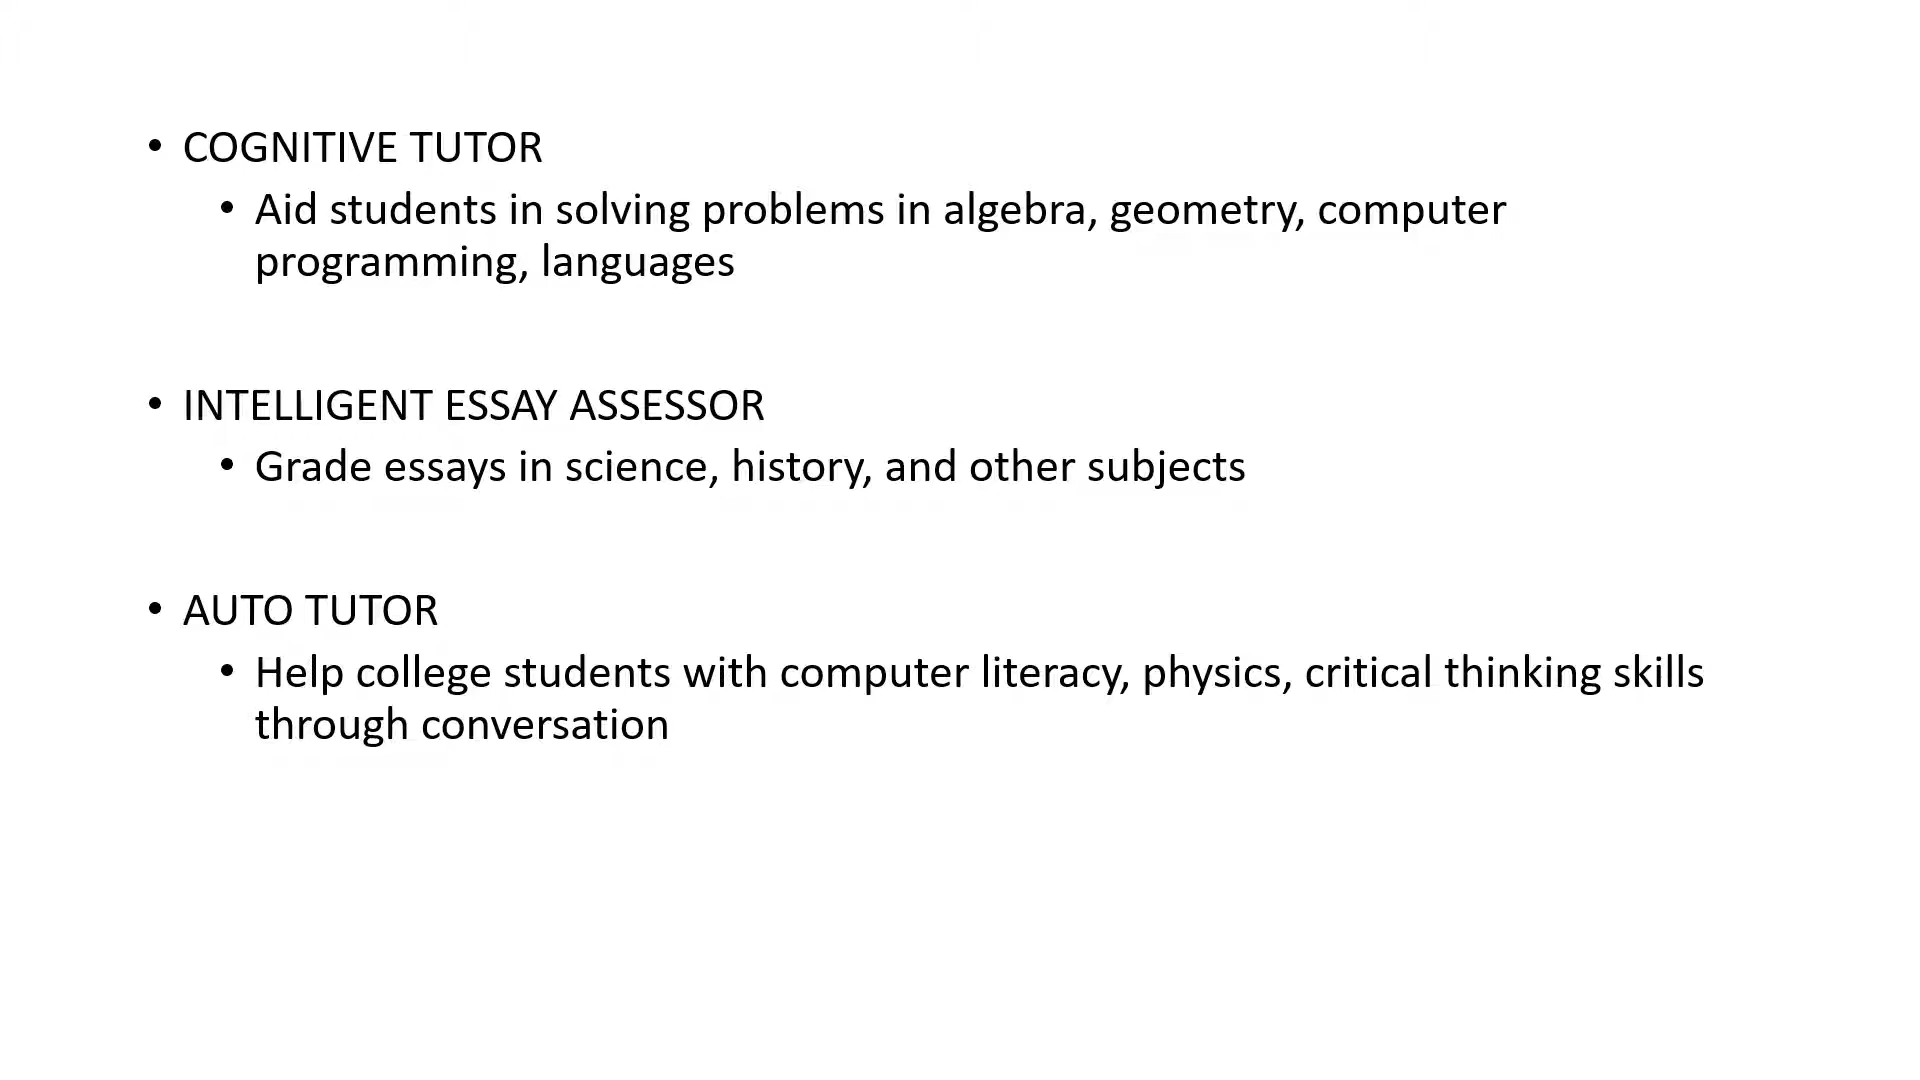 • COGNITIVE TUTOR
• Aid students in solving problems in algebra, geometry, computer
programming, languages
• INTELLIGENT ESSAY ASSESSOR
• Grade essays in science, history, and other subjects
• AUTO TUTOR
• Help college students with computer literacy, physics, critical thinking skills
through conversation